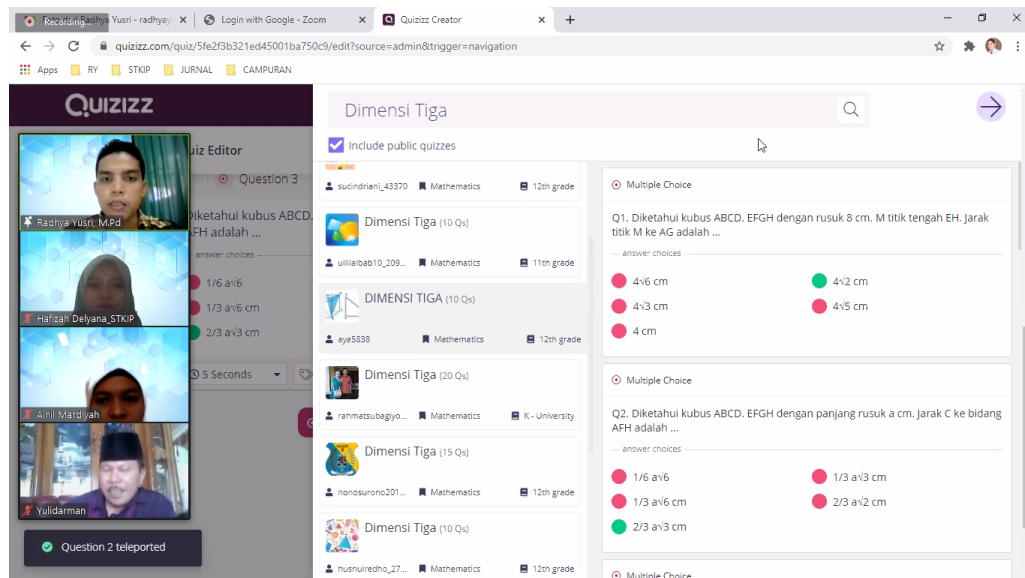 Recording...
Foto dari Radhya Yusri - radhyay
Login with Google - Zoom
Quizizz Creator
quizizz.com/quiz/5fe2f3b321ed45001ba750c9/edit?source=admin&trigger=navigation
Apps RY STKIP JURNAL CAMPURAN
QUIZIZZ
Dimensi Tiga
Include public quizzes
Quiz Editor
Question 3
Diketahui kubus ABCD.
AFH adalah ...
answer choices
1/6 a√6
1/3 a√6 cm
2/3 a√3 cm
5 Seconds
Radhya Yusri, M.Pd
Hafizah Delyana_STKIP
Ainil Mardiyah
Yulidarman
Question 2 teleported
sucindriani_43370 Mathematics 12th grade
Dimensi Tiga (10 Qs)
ulilalbab10_209... Mathematics 11th grade
DIMENSI TIGA (10 Qs)
aya5838 Mathematics 12th grade
Dimensi Tiga (20 Qs)
rahmatsubagiyo... Mathematics K - University
Dimensi Tiga (15 Qs)
nonosurono201... Mathematics 12th grade
Dimensi Tiga (10 Qs)
husnulredho_27... Mathematics 12th grade
Multiple Choice
Q1. Diketahui kubus ABCD. EFGH dengan rusuk 8 cm. M titik tengah EH. Jarak
titik M ke AG adalah ...
answer choices
4√6 cm 4√2 cm
4√3 cm 4√5 cm
4 cm
Multiple Choice
Q2. Diketahui kubus ABCD. EFGH dengan panjang rusuk a cm. Jarak C ke bidang
AFH adalah ...
answer choices
1/6 a√6 1/3 a√3 cm
1/3 a√6 cm 2/3 a√2 cm
2/3 a√3 cm
Multiple Choice